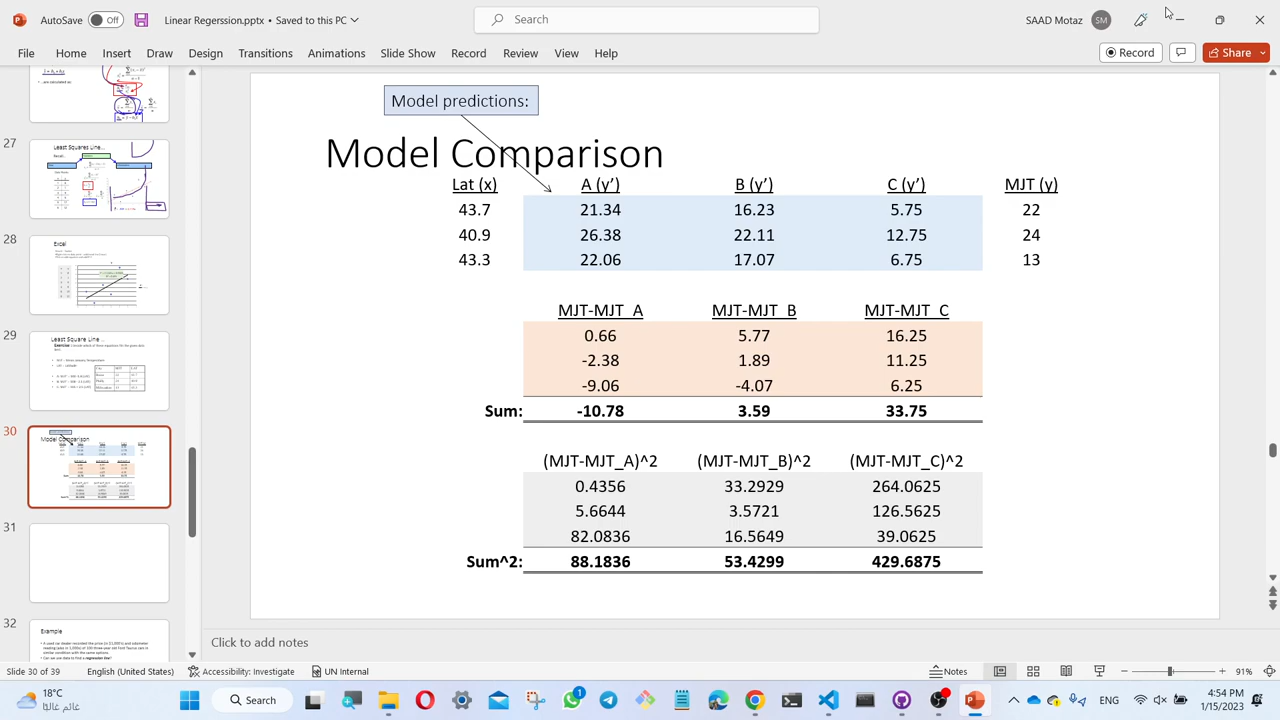 AutoSave Off Linear Regerssion.pptx • Saved to this PC Search SAAD Motaz SM
File Home Insert Draw Design Transitions Animations Slide Show Record Review View Help Record Share
27
Least Squares Line...
28
Excel
29
Least Square Line ...
30
Model Comparison
31
32
Example
Model predictions:
Model Comparison
Lat (x) A (y’) B (y’) C (y’) MJT (y)
43.7 21.34 16.23 5.75 22
40.9 26.38 22.11 12.75 24
43.3 22.06 17.07 6.75 13
MJT-MJT_A MJT-MJT_B MJT-MJT_C
0.66 5.77 16.25
-2.38 1.89 11.25
-9.06 -4.07 6.25
Sum: -10.78 3.59 33.75
(MJT-MJT_A)^2 (MJT-MJT_B)^2 (MJT-MJT_C)^2
0.4356 33.2929 264.0625
5.6644 3.5721 126.5625
82.0836 16.5649 39.0625
Sum^2: 88.1836 53.4299 429.6875
Click to add notes
Slide 30 of 39 English (United States) Accessibility: Investigate UN Internal Notes 91%
18°C
غائم غالبًا
Search
1
ENG
4:54 PM
1/15/2023